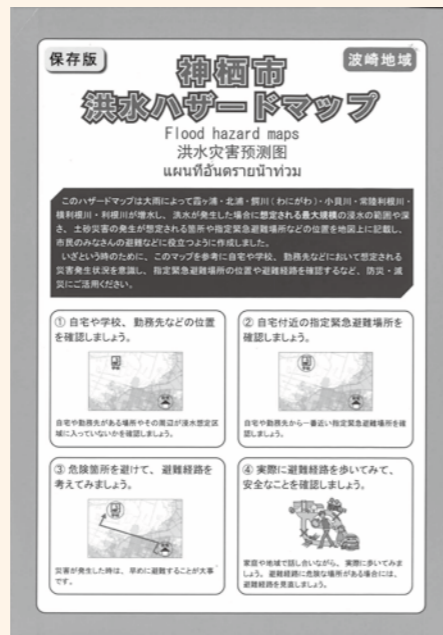 保存版
波崎地域
神栖市
洪水ハザードマップ
Flood hazard maps
洪水灾害预测图
แผนที่อันตรายน้ำท่วม
このハザードマップは大雨によって霞ヶ浦・北浦・鰐川(わにがわ)・小貝川・常陸利根川・
横利根川・利根川が増水し、洪水が発生した場合に想定される最大規模の浸水の範囲や深
さ、土砂災害の発生が想定される箇所や指定緊急避難場所などの位置を地図上に記載し、
市民のみなさんの避難などに役立つように作成しました。
いざという時のために、このマップを参考に自宅や学校、勤務先などにおいて想定される
災害発生状況を意識し、指定緊急避難場所の位置や避難経路を確認するなど、防災・減
災にご活用ください。
① 自宅や学校、勤務先などの位置
を確認しましょう。
自宅や勤務先がある場所やその周辺が浸水想定区
域に入っていないかを確認しましょう。
② 自宅付近の指定緊急避難場所を
確認しましょう。
自宅や勤務先から一番近い指定緊急避難場所を確
認しましょう。
③ 危険箇所を避けて、避難経路を
考えてみましょう。
災害が発生した時は、早めに避難することが大事
です。
④ 実際に避難経路を歩いてみて、
安全なことを確認しましょう。
家庭や地域で話し合いながら、実際に歩いてみま
しょう。避難経路に危険な場所がある場合には、
避難経路を見直しましょう。